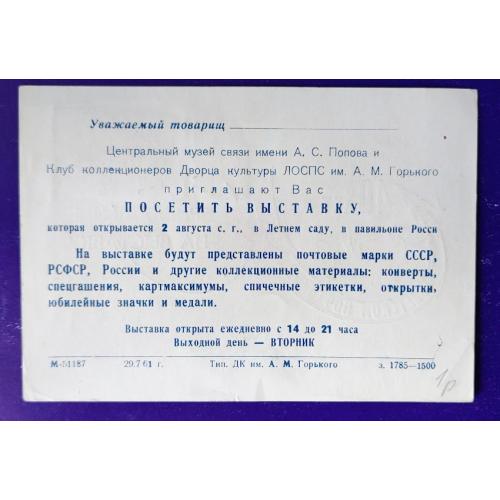 Уважаемый товарищ
Центральный музей связи имени А. С. Попова и
Клуб коллекционеров Дворца культуры ЛОСПС им. А. М. Горького
приглашают Вас
ПОСЕТИТЬ ВЫСТАВКУ,
которая открывается 2 августа с. г., в Летнем саду, в павильоне Росси
На выставке будут представлены почтовые марки СССР,
РСФСР, России и другие коллекционные материалы: конверты,
спецгашения, картмаксимумы, спичечные этикетки, открытки,
юбилейные значки и медали.
Выставка открыта ежедневно с 14 до 21 часа
Выходной день — ВТОРНИК
М-51187 29.7 61 г. Тип. ДК им. А. М. Горького з. 1785—1500
1р